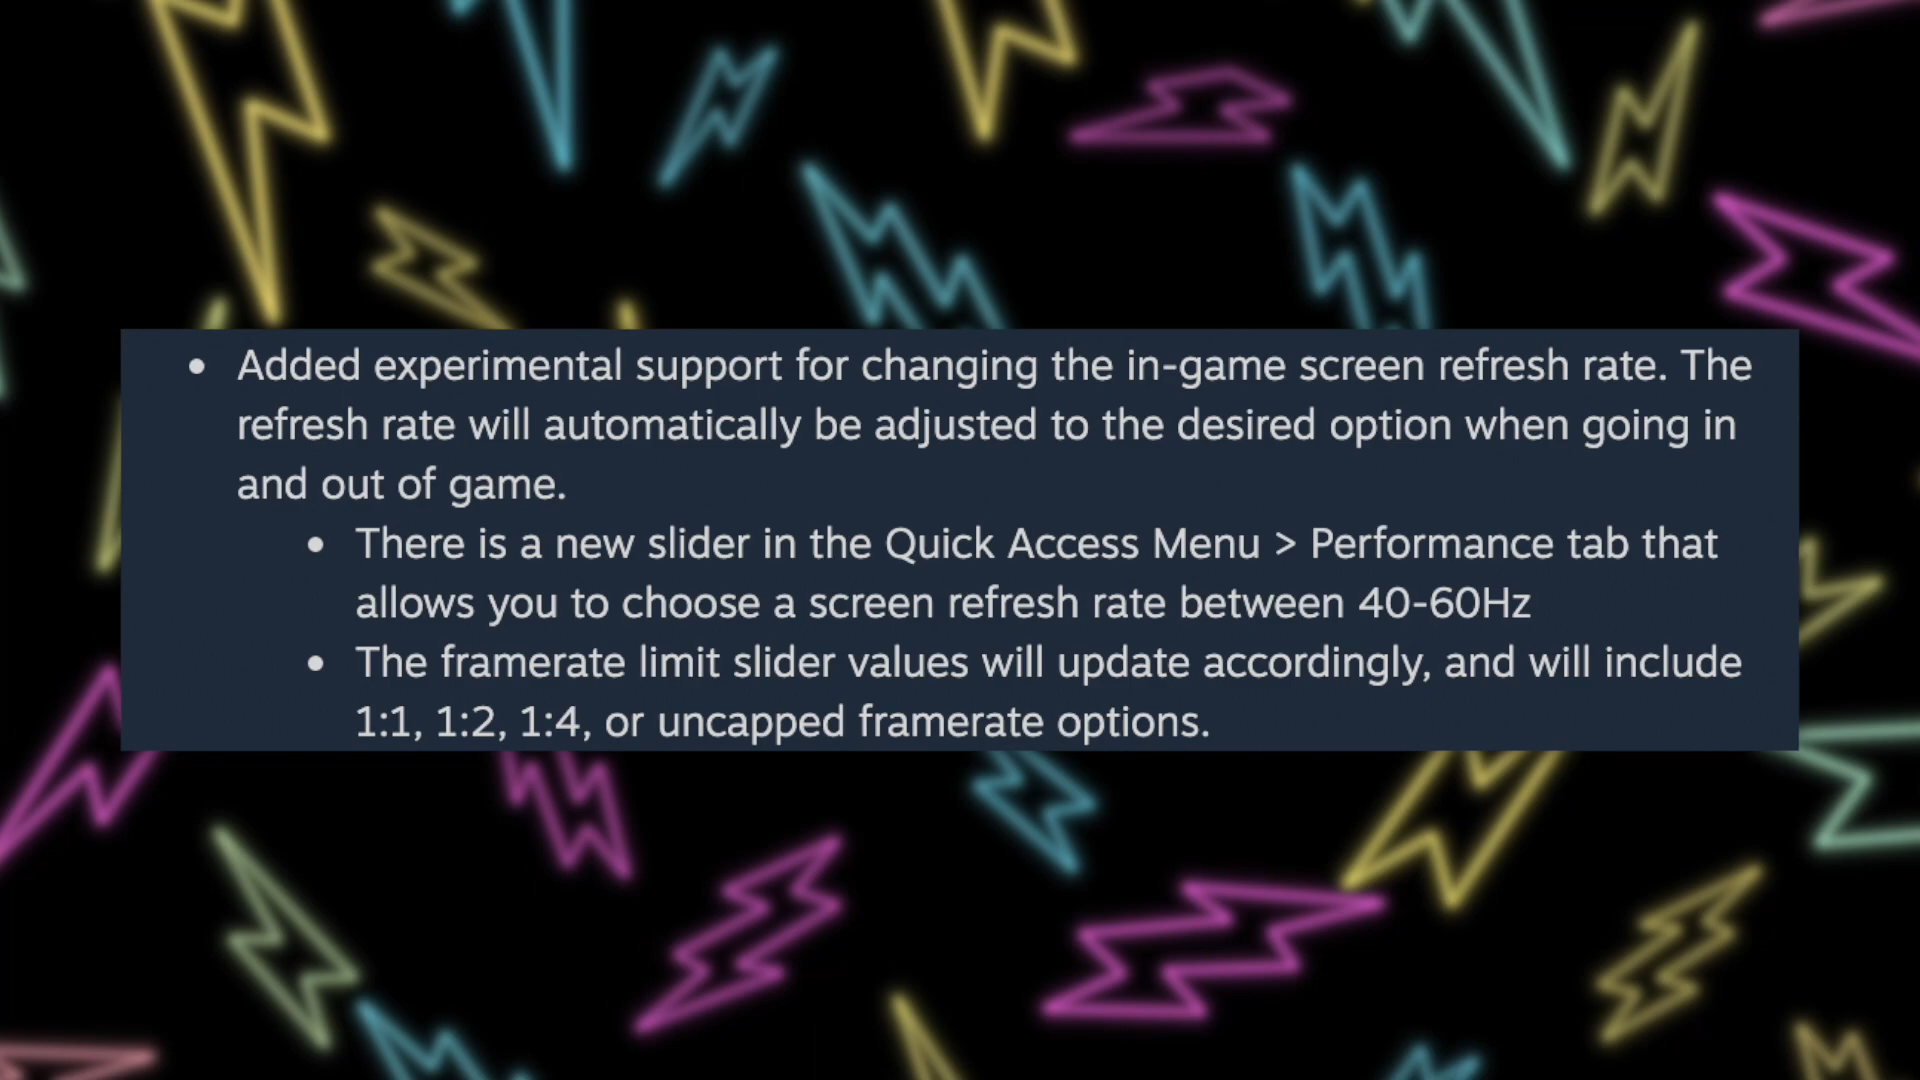 • Added experimental support for changing the in-game screen refresh rate. The
refresh rate will automatically be adjusted to the desired option when going in
and out of game.
• There is a new slider in the Quick Access Menu > Performance tab that
allows you to choose a screen refresh rate between 40-60Hz
• The framerate limit slider values will update accordingly, and will include
1:1, 1:2, 1:4, or uncapped framerate options.